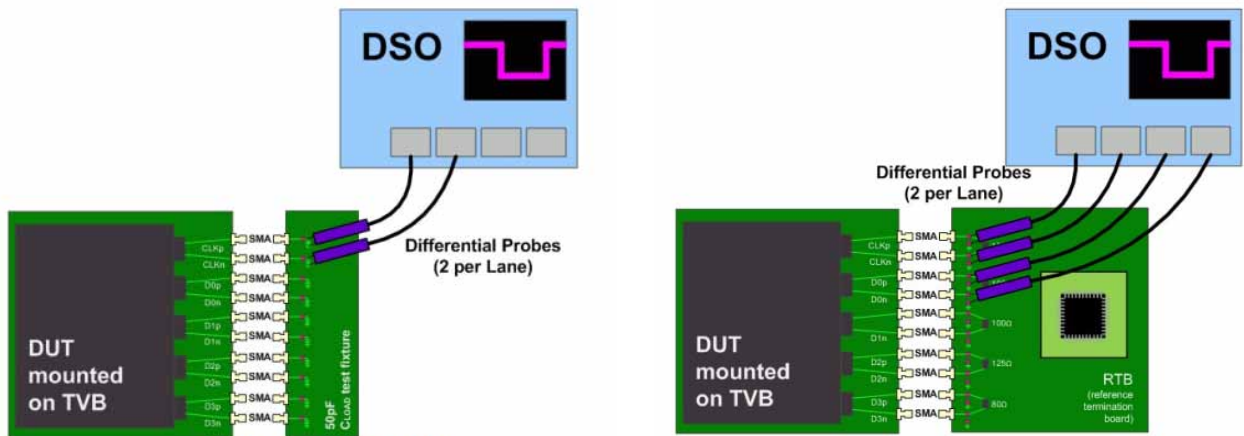 DSO
Differential Probes
(2 per Lane)
CLKp
CLKn
D0p
D0n
D1p
D1n
D2p
D2n
D3p
D3n
SMA
SMA
SMA
SMA
SMA
SMA
SMA
SMA
SMA
SMA
DUT
mounted
on TVB
50pF
CLOAD test fixture
DSO
Differential Probes
(2 per Lane)
CLKp
CLKn
D0p
D0n
D1n
D2p
D2n
D3p
D3n
SMA
SMA
SMA
SMA
SMA
SMA
SMA
SMA
SMA
SMA
100Ω
125Ω
80Ω
DUT
mounted
on TVB
RTB
(reference
termination
board)